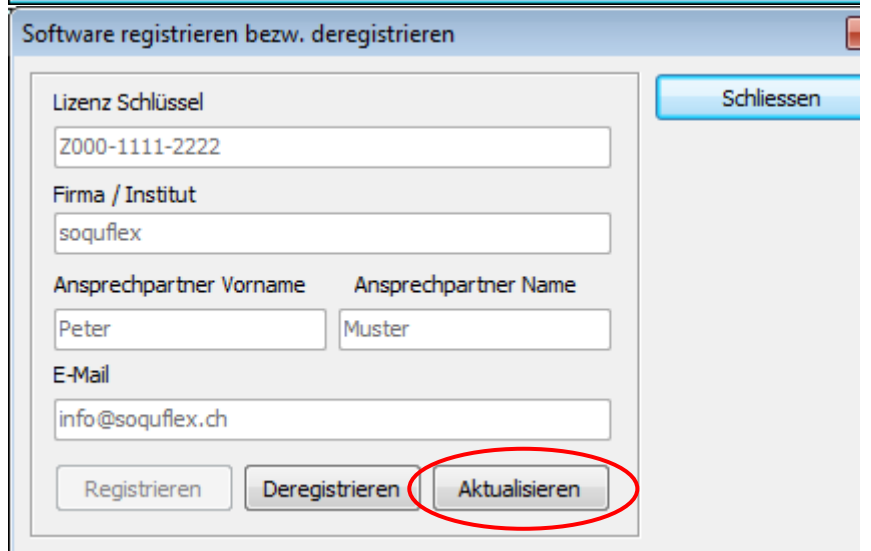 Software registrieren bezw. deregistrieren
Schliessen
Lizenz Schlüssel
Z000-1111-2222
Firma / Institut
soquflex
Ansprechpartner Vorname Ansprechpartner Name
Peter Muster
E-Mail
info@soquflex.ch
Registrieren Deregistrieren Aktualisieren